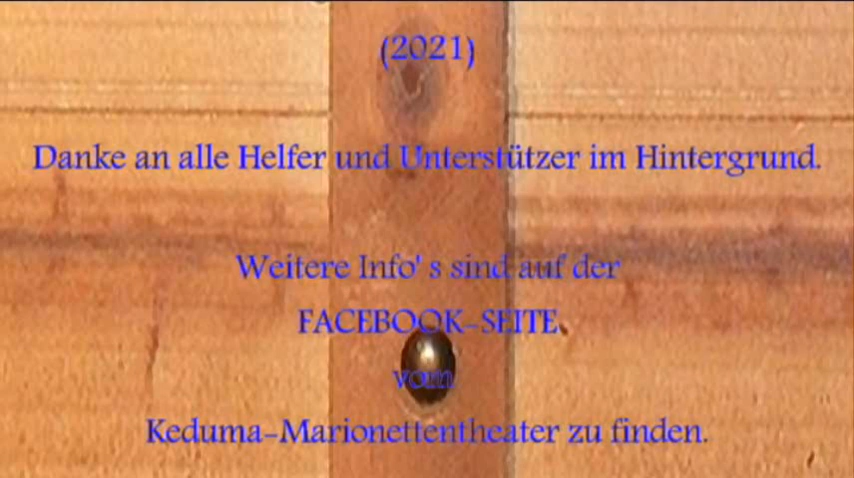 (2021)
Danke an alle Helfer und Unterstützer im Hintergrund.
Weitere Info' s sind auf der
FACEBOOK-SEITE
vom
Keduma-Marionettentheater zu finden.